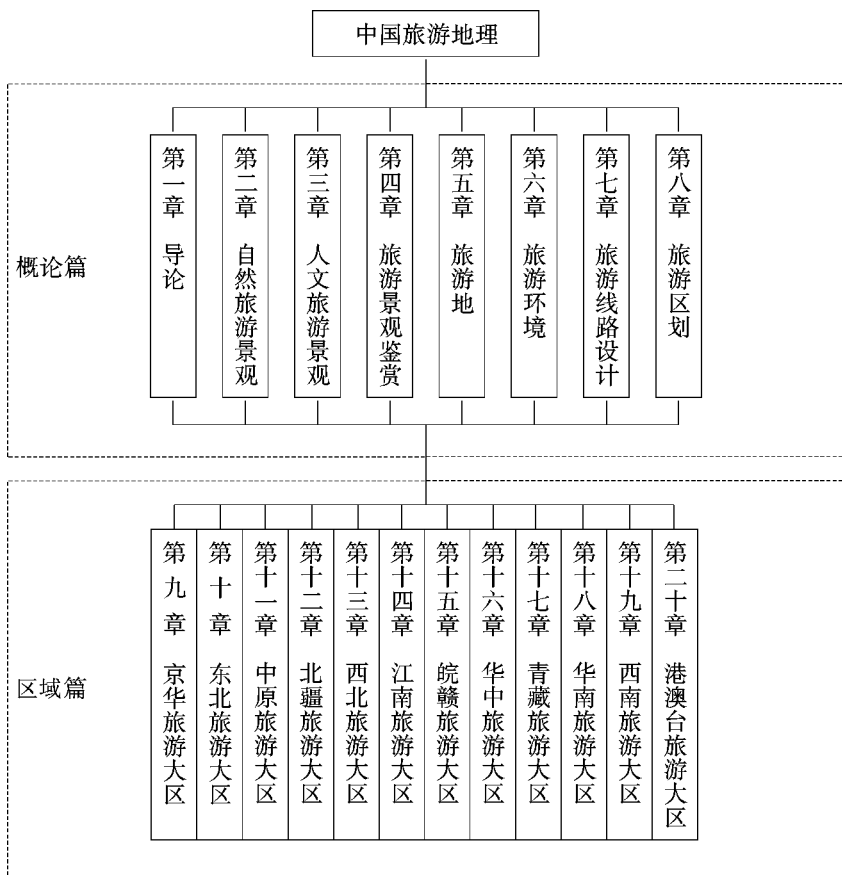 中国旅游地理
概论篇
第一章 导论
第二章 自然旅游景观
第三章 人文旅游景观
第四章 旅游景观鉴赏
第五章 旅游地
第六章 旅游环境
第七章 旅游线路设计
第八章 旅游区划
区域篇
第九章 京华旅游大区
第十章 东北旅游大区
第十一章 中原旅游大区
第十二章 北疆旅游大区
第十三章 西北旅游大区
第十四章 江南旅游大区
第十五章 皖赣旅游大区
第十六章 华中旅游大区
第十七章 青藏旅游大区
第十八章 华南旅游大区
第十九章 西南旅游大区
第二十章 港澳台旅游大区